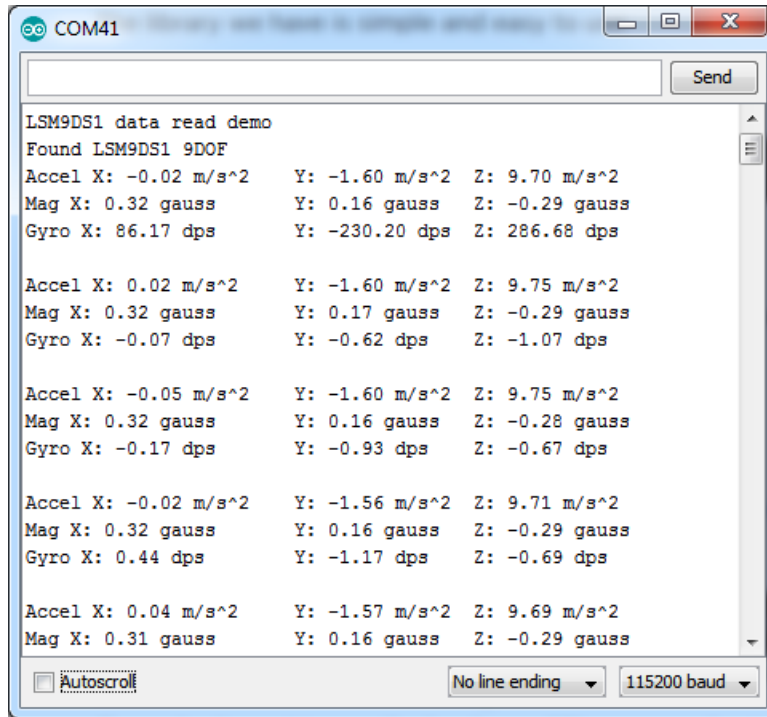 COM41
Send
LSM9DS1 data read demo
Found LSM9DS1 9DOF
Accel X: -0.02 m/s^2 Y: -1.60 m/s^2 Z: 9.70 m/s^2
Mag X: 0.32 gauss Y: 0.16 gauss Z: -0.29 gauss
Gyro X: 86.17 dps Y: -230.20 dps Z: 286.68 dps
Accel X: 0.02 m/s^2 Y: -1.60 m/s^2 Z: 9.75 m/s^2
Mag X: 0.32 gauss Y: 0.17 gauss Z: -0.29 gauss
Gyro X: -0.07 dps Y: -0.62 dps Z: -1.07 dps
Accel X: -0.05 m/s^2 Y: -1.60 m/s^2 Z: 9.75 m/s^2
Mag X: 0.32 gauss Y: 0.16 gauss Z: -0.28 gauss
Gyro X: -0.17 dps Y: -0.93 dps Z: -0.67 dps
Accel X: -0.02 m/s^2 Y: -1.56 m/s^2 Z: 9.71 m/s^2
Mag X: 0.32 gauss Y: 0.16 gauss Z: -0.29 gauss
Gyro X: 0.44 dps Y: -1.17 dps Z: -0.69 dps
Accel X: 0.04 m/s^2 Y: -1.57 m/s^2 Z: 9.69 m/s^2
Mag X: 0.31 gauss Y: 0.16 gauss Z: -0.29 gauss
Autoscroll No line ending 115200 baud